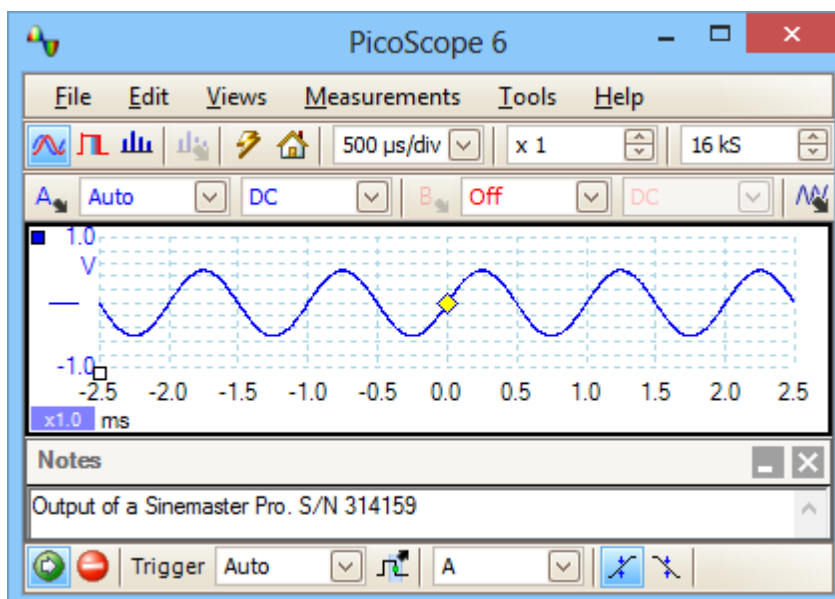 PicoScope 6
File Edit Views Measurements Tools Help
500 µs/div x 1 16 kS
A Auto DC B Off DC
1.0
V
-1.0
-2.5 -2.0 -1.5 -1.0 -0.5 0.0 0.5 1.0 1.5 2.0 2.5
x1.0 ms
Notes
Output of a Sinemaster Pro. S/N 314159
Trigger Auto A